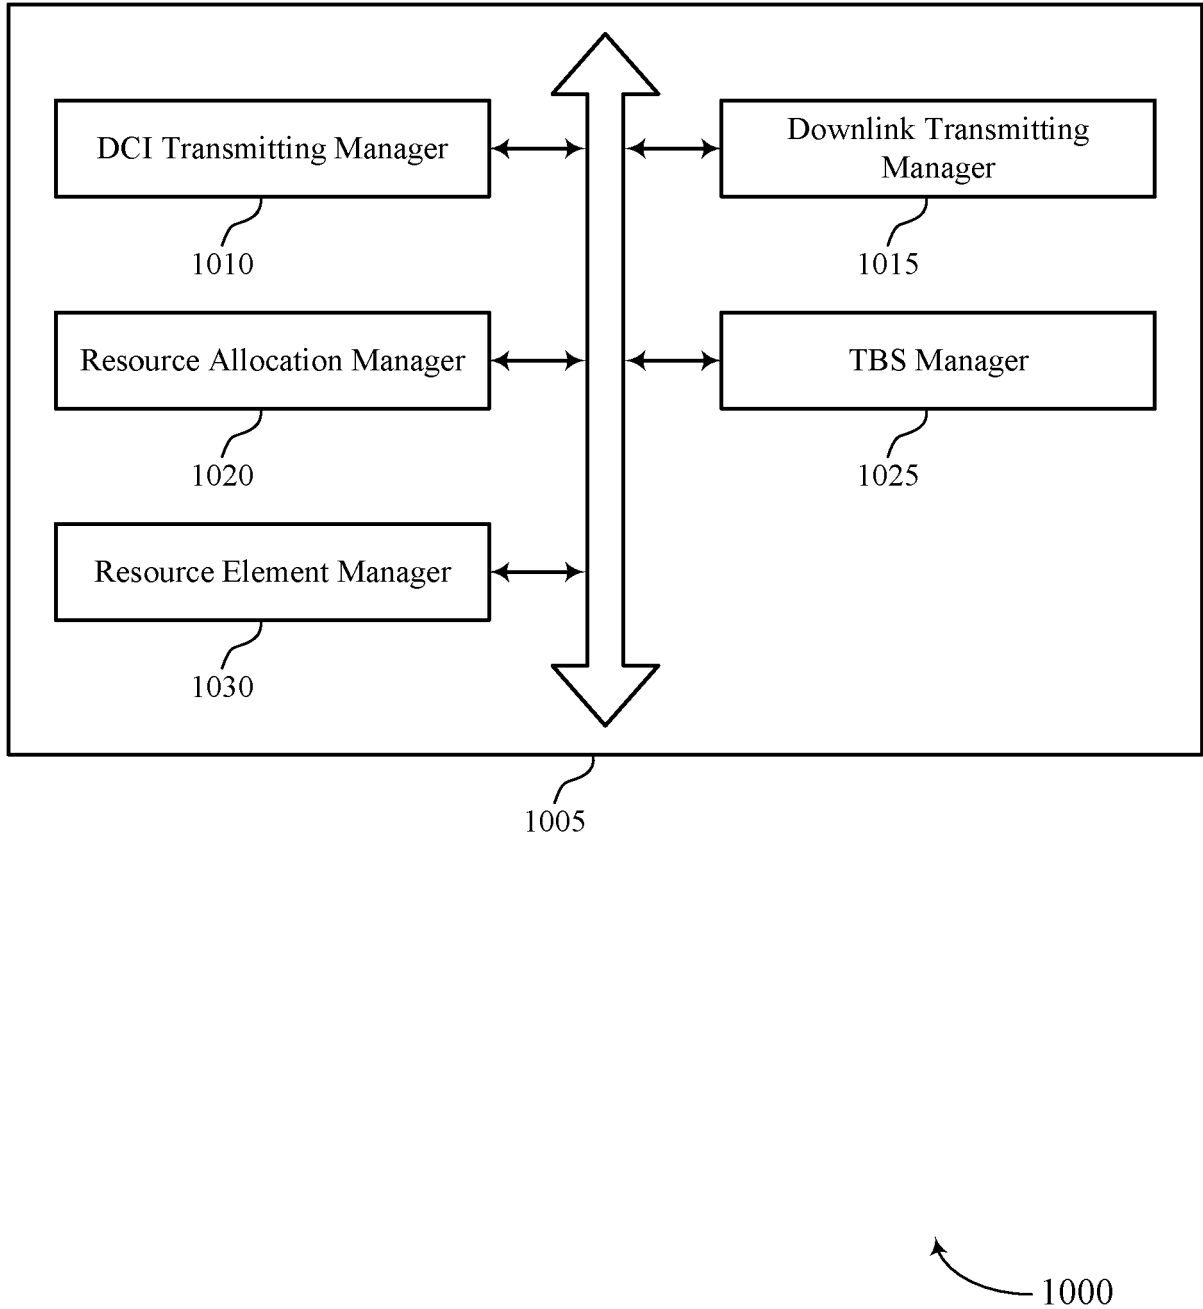 DCI Transmitting Manager
1010
Downlink Transmitting
Manager
1015
Resource Allocation Manager
1020
TBS Manager
1025
Resource Element Manager
1030
1005
1000